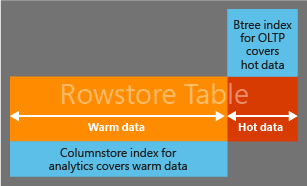 Btree index
for OLTP
covers
hot data
Rowstore Table
Warm data
Hot data
Columnstore index for
analytics covers warm data